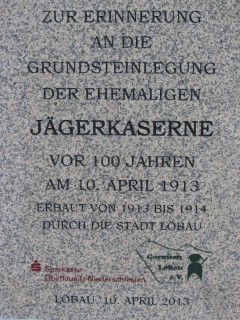 ZUR ERINNERUNG
AN DIE
GRUNDSTEINLEGUNG
DER EHEMALIGEN
JÄGERKASERNE
VOR 100 JAHREN
AM 10. APRIL 1913
ERBAUT VON 1913 BIS 1914
DURCH DIE STADT LÖBAU
Garnison
Löbau
e.V.
Sparkasse
Oberlausitz-Niederschlesien
LÖBAU, 10. APRIL 2013